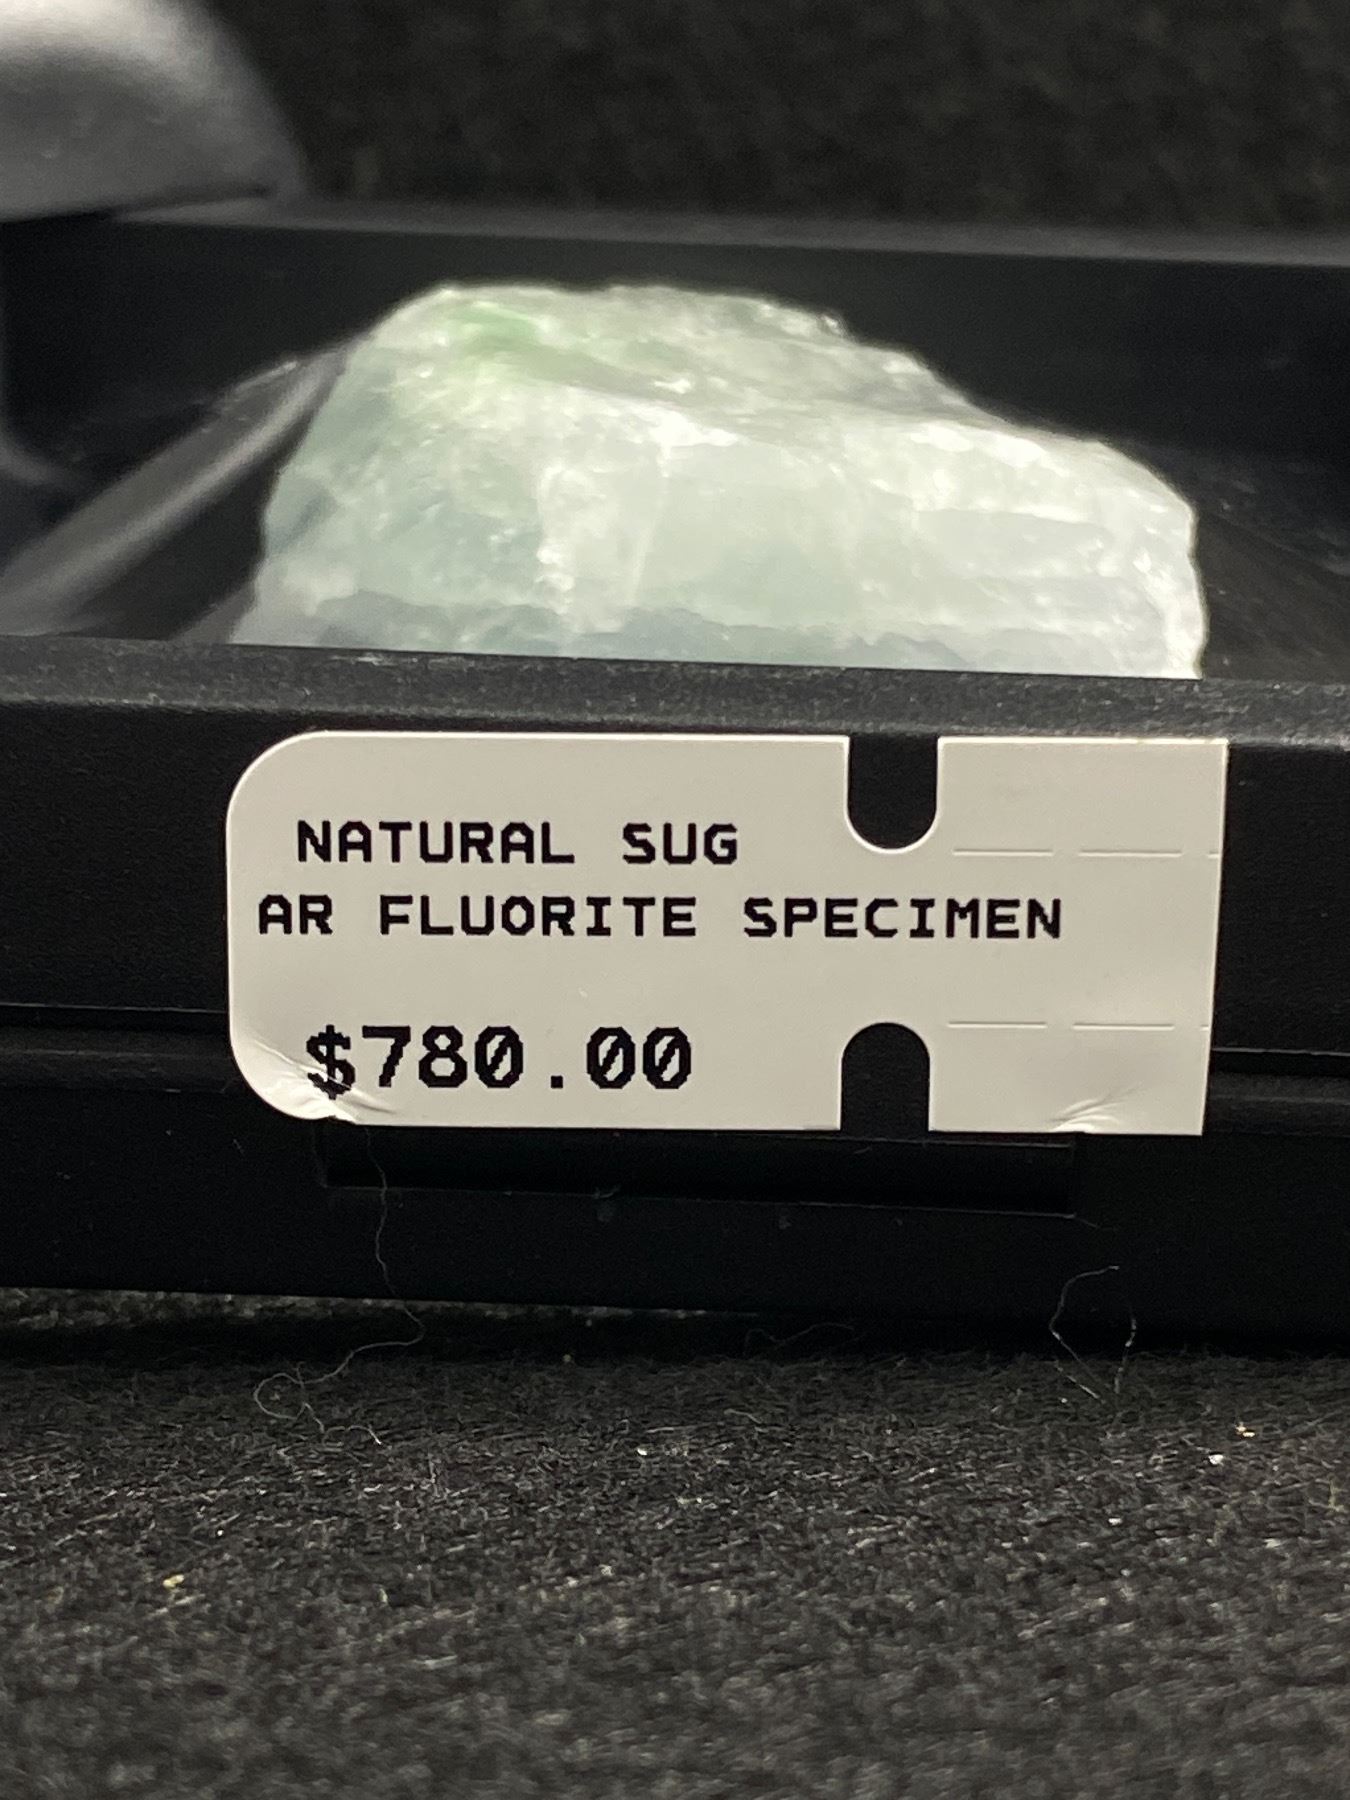 NATURAL SUG
AR FLUORITE SPECIMEN
$780.00